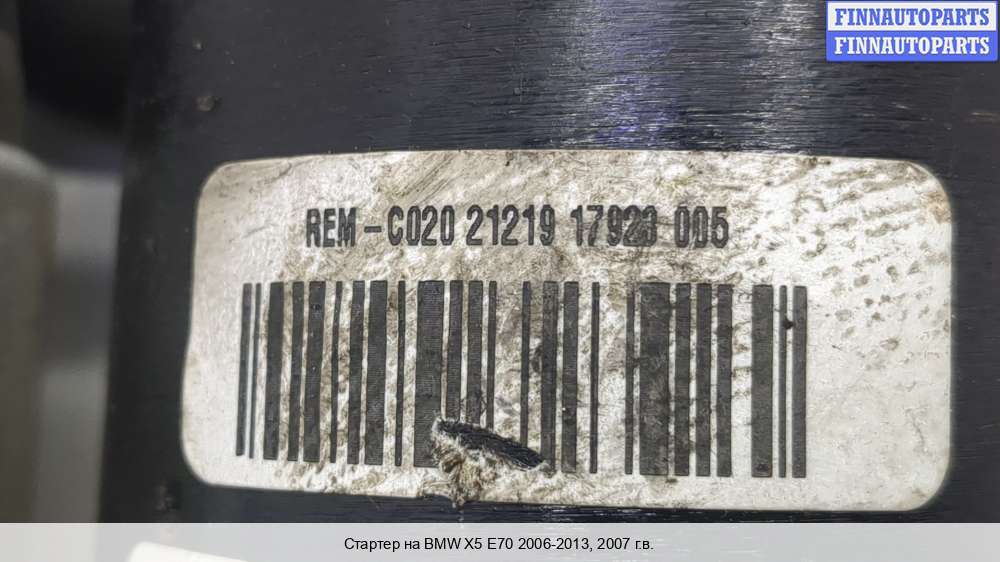 FINNAUTOPARTS
FINNAUTOPARTS
REM-C020 21219 17923 005
Стартер на BMW X5 E70 2006-2013, 2007 г.в.